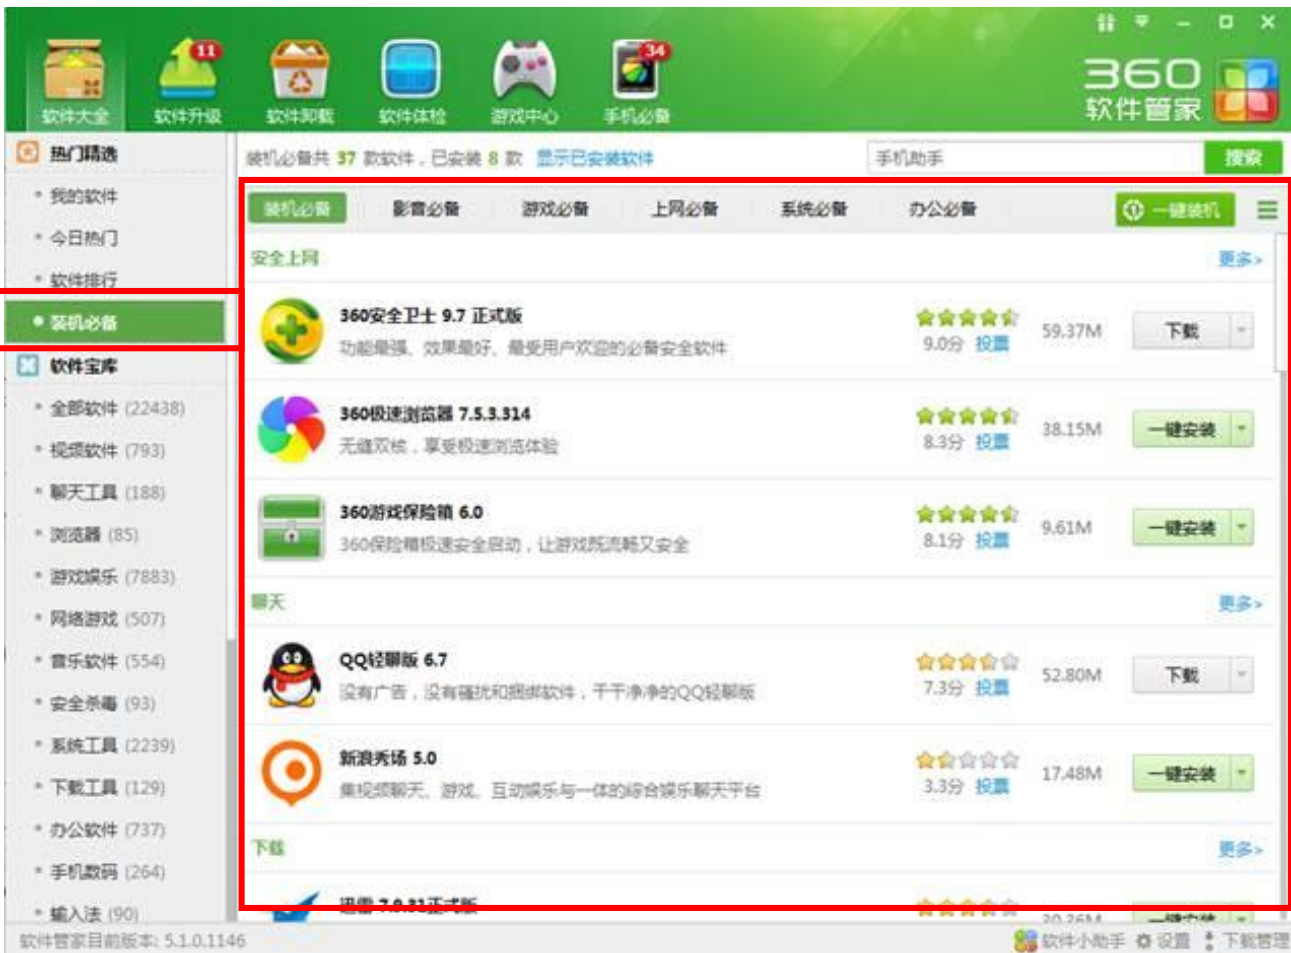 11
34
360
软件管家
软件大全 软件升级 软件卸载 软件体检 游戏中心 手机必备
热门精选
装机必备共 37 款软件，已安装 8 款 显示已安装软件
手机助手
搜索
我的软件
今日热门
软件排行
装机必备
软件宝库
全部软件 (22438)
视频软件 (793)
聊天工具 (188)
浏览器 (85)
游戏娱乐 (7883)
网络游戏 (507)
音乐软件 (554)
安全杀毒 (93)
系统工具 (2239)
下载工具 (129)
办公软件 (737)
手机数码 (264)
输入法 (90)
装机必备 影音必备 游戏必备 上网必备 系统必备 办公必备 一键装机
安全上网 更多>
360安全卫士 9.7 正式版
功能最强、效果最好、最受用户欢迎的必备安全软件
9.0分 投票 59.37M 下载
360极速浏览器 7.5.3.314
无缝双核，享受极速浏览体验
8.3分 投票 38.15M 一键安装
360游戏保险箱 6.0
360保险箱极速安全启动，让游戏既流畅又安全
8.1分 投票 9.61M 一键安装
聊天 更多>
QQ轻聊版 6.7
没有广告，没有骚扰和捆绑软件，干干净净的QQ轻聊版
7.3分 投票 52.80M 下载
新浪秀场 5.0
集视频聊天、游戏、互动娱乐与一体的综合娱乐聊天平台
3.3分 投票 17.48M 一键安装
下载 更多>
迅雷 7.9.31正式版
30.26M 一键安装
软件管家目前版本: 5.1.0.1146
软件小助手 设置 下载管理